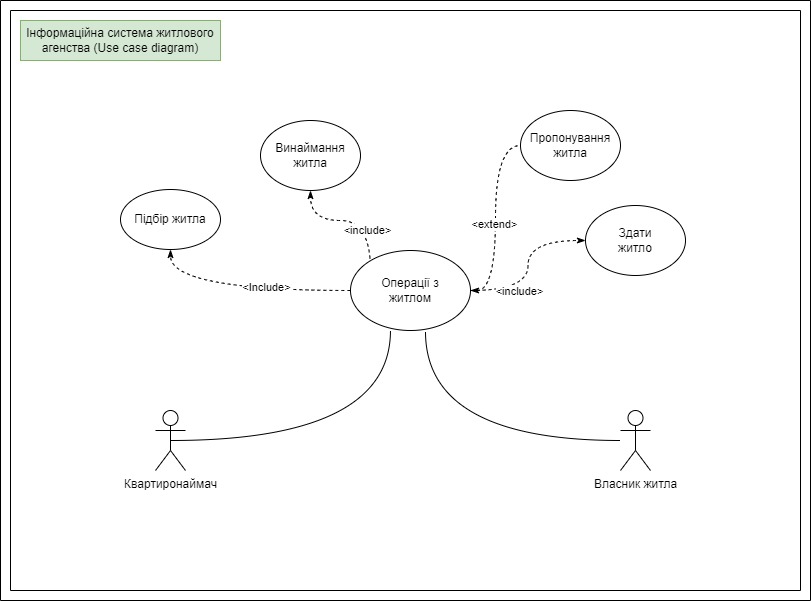 Інформаційна система житлового
агенства (Use case diagram)
Пропонування
житла
Винаймання
житла
Підбір житла
<extend>
<include>
Здати
житло
<Include>
Операції з
житлом
<include>
Квартиронаймач
Власник житла